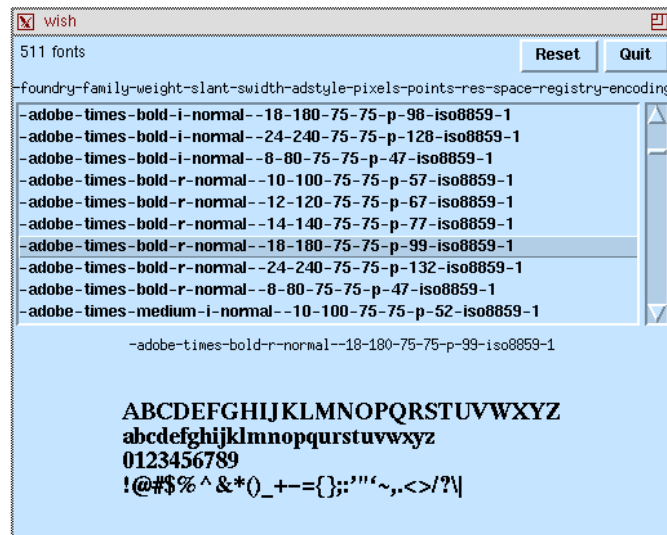 wish
511 fonts
Reset
Quit
-foundry-family-weight-slant-swidth-adstyle-pixels-points-res-space-registry-encoding
-adobe-times-bold-i-normal--18-180-75-75-p-98-iso8859-1
-adobe-times-bold-i-normal--24-240-75-75-p-128-iso8859-1
-adobe-times-bold-i-normal--8-80-75-75-p-47-iso8859-1
-adobe-times-bold-r-normal--10-100-75-75-p-57-iso8859-1
-adobe-times-bold-r-normal--12-120-75-75-p-67-iso8859-1
-adobe-times-bold-r-normal--14-140-75-75-p-77-iso8859-1
-adobe-times-bold-r-normal--18-180-75-75-p-99-iso8859-1
-adobe-times-bold-r-normal--24-240-75-75-p-132-iso8859-1
-adobe-times-bold-r-normal--8-80-75-75-p-47-iso8859-1
-adobe-times-medium-i-normal--10-100-75-75-p-52-iso8859-1
-adobe-times-bold-r-normal--18-180-75-75-p-99-iso8859-1
ABCDEFGHIJKLMNOPQRSTUVWXYZ
abcdefghijklmnopqurstuvwxyz
0123456789
!@#$%^&*()_+-={};:'"‘~,.<>/?\|